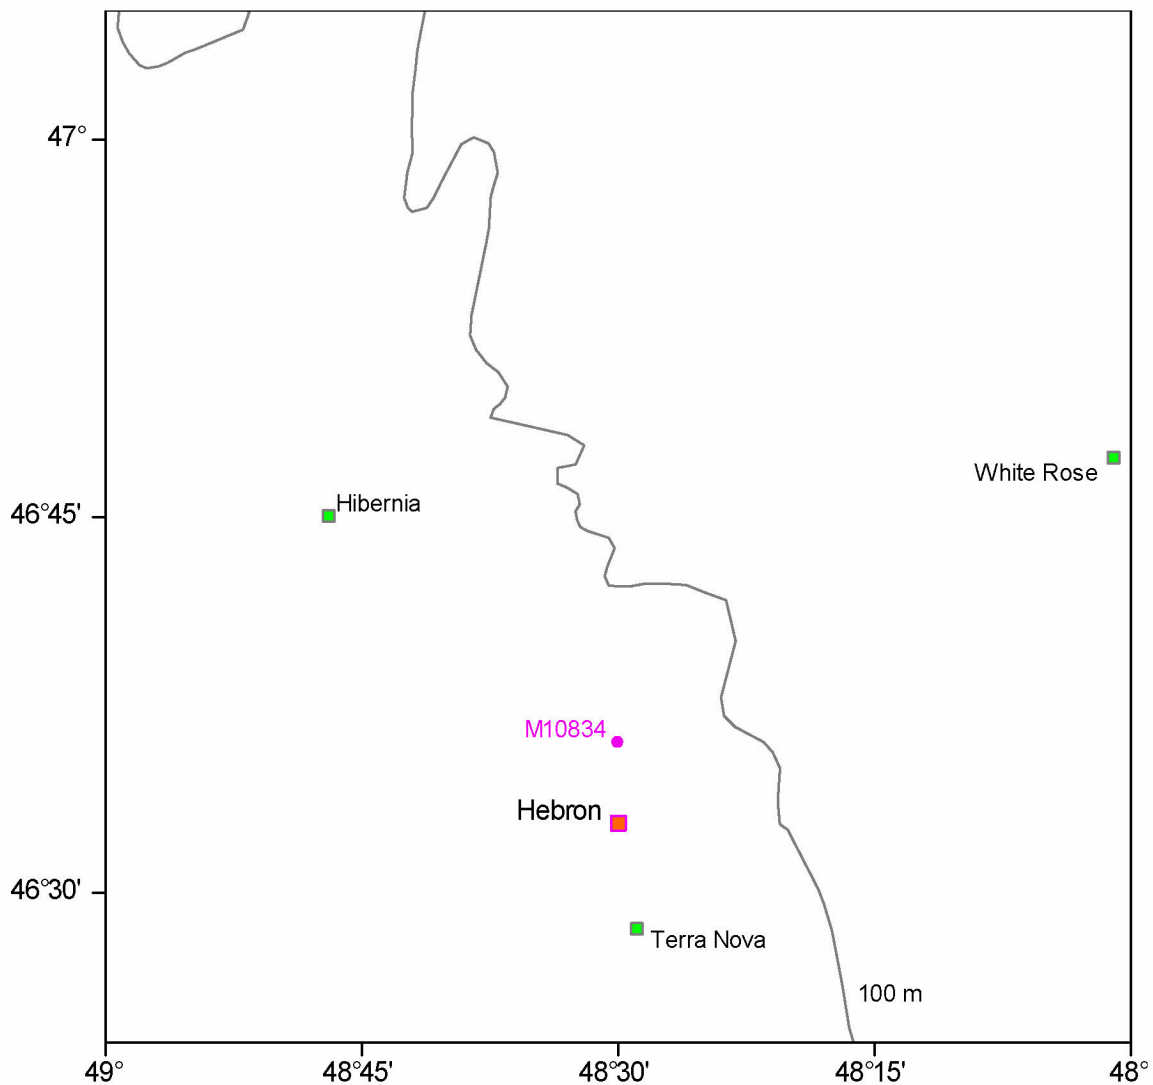 47°
White Rose
Hibernia
46°45'
M10834
Hebron
46°30'
Terra Nova
100 m
49°
48°45'
48°30'
48°15'
48°